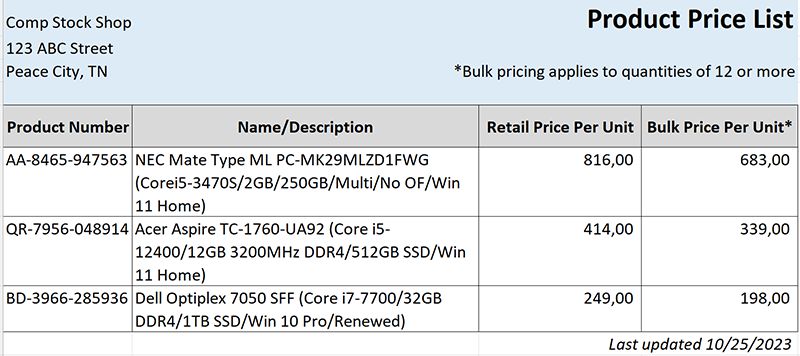 Comp Stock Shop
Product Price List
123 ABC Street
Peace City, TN
*Bulk pricing applies to quantities of 12 or more
Product Number Name/Description Retail Price Per Unit Bulk Price Per Unit*
AA-8465-947563 NEC Mate Type ML PC-MK29MLZD1FWG 816,00 683,00
(Corei5-3470S/2GB/250GB/Multi/No OF/Win
11 Home)
QR-7956-048914 Acer Aspire TC-1760-UA92 (Core i5- 414,00 339,00
12400/12GB 3200MHz DDR4/512GB SSD/Win
11 Home)
BD-3966-285936 Dell Optiplex 7050 SFF (Core i7-7700/32GB 249,00 198,00
DDR4/1TB SSD/Win 10 Pro/Renewed)
Last updated 10/25/2023